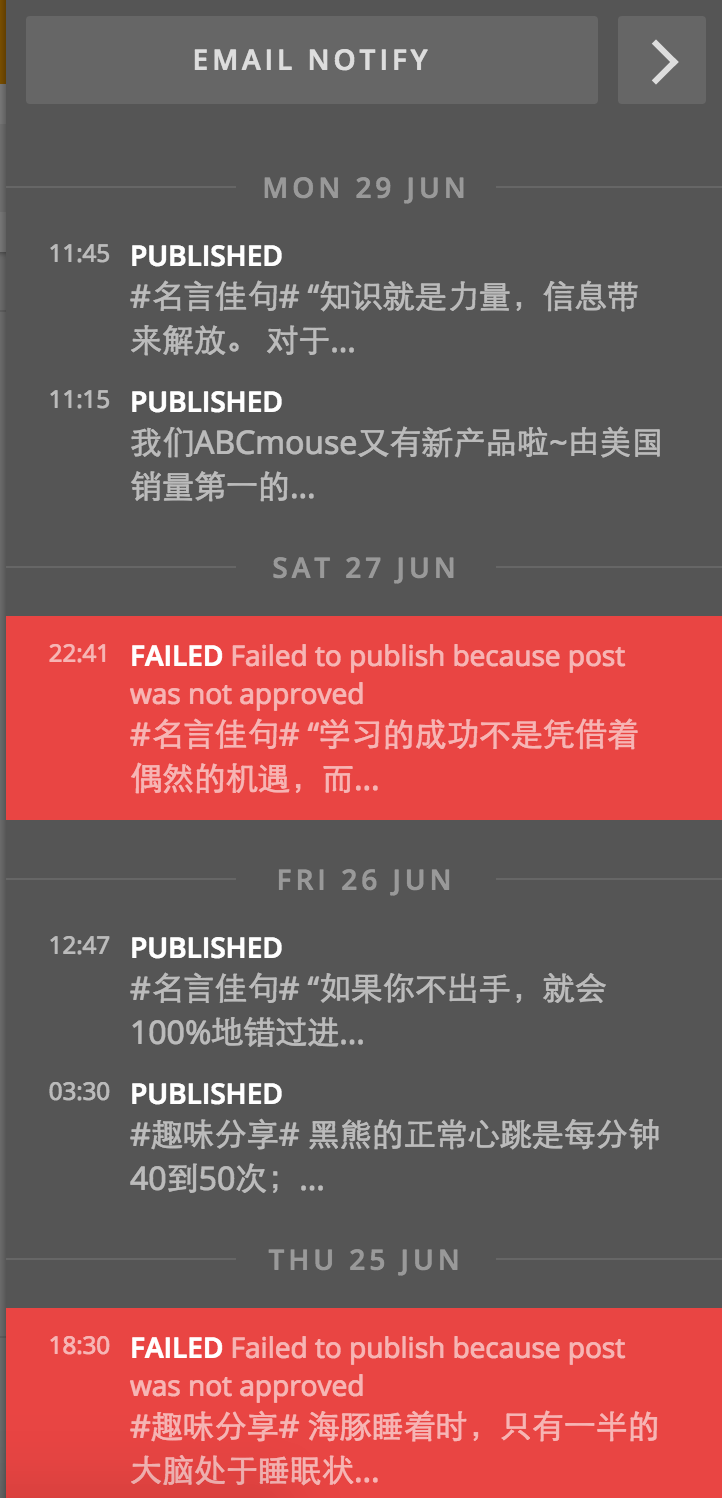 EMAIL NOTIFY
MON 29 JUN
11:45 PUBLISHED
#名言佳句# “知识就是力量，信息带
来解放。 对于...
11:15 PUBLISHED
我们ABCmouse又有新产品啦~由美国
销量第一的...
SAT 27 JUN
22:41 FAILED Failed to publish because post
was not approved
#名言佳句# “学习的成功不是凭借着
偶然的机遇，而...
FRI 26 JUN
12:47 PUBLISHED
#名言佳句# “如果你不出手，就会
100%地错过进...
03:30 PUBLISHED
#趣味分享# 黑熊的正常心跳是每分钟
40到50次；...
THU 25 JUN
18:30 FAILED Failed to publish because post
was not approved
#趣味分享# 海豚睡着时，只有一半的
大脑处于睡眠状...